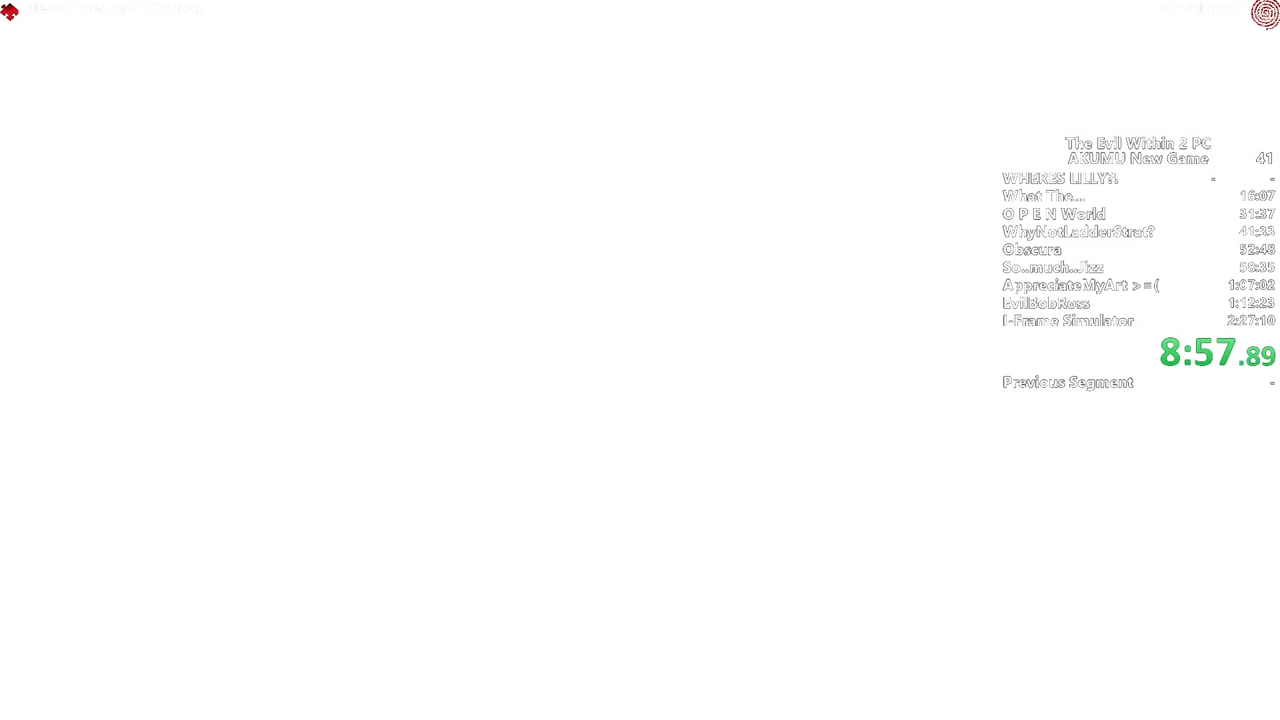 The Evil Within 2 PC
AKUMU New Game 41
WHERES LILLY?! - -
What The... 16:07
O P E N World 31:37
WhyNotLadderStrat? 41:33
Obscura 52:48
So..much..Jizz 58:35
AppreciateMyArt >=( 1:07:02
EvilBobRoss 1:12:23
I-Frame Simulator 2:27:10
8:57.89
Previous Segment -